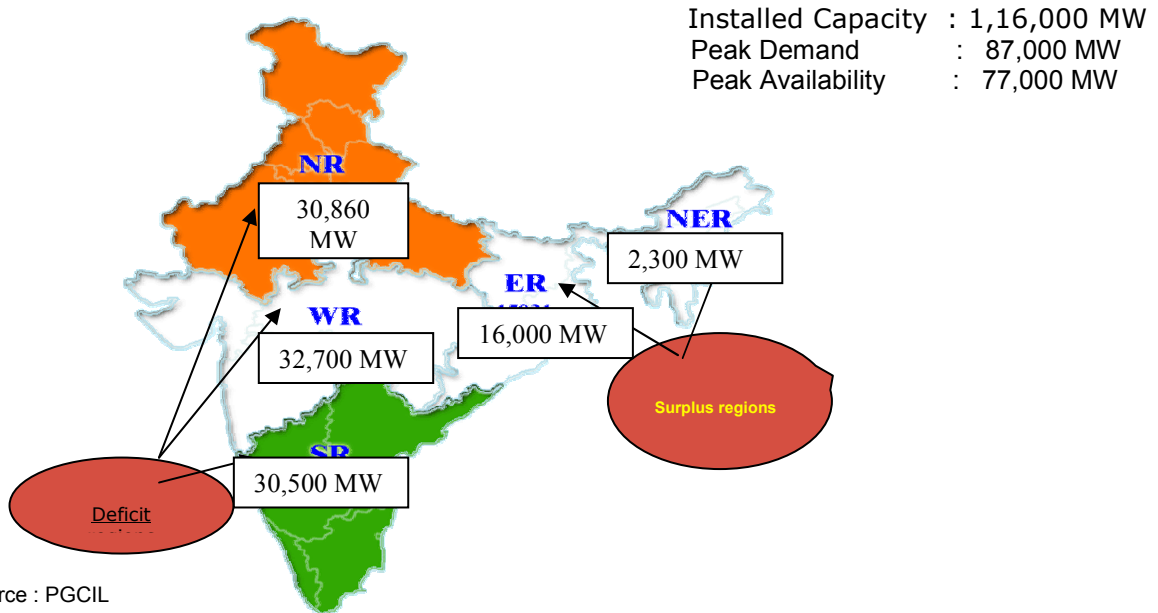 Installed Capacity : 1,16,000 MW
Peak Demand : 87,000 MW
Peak Availability : 77,000 MW
NR
30,860
MW
NER
2,300 MW
ER
16,000 MW
WR
32,700 MW
Surplus regions
SR
30,500 MW
Deficit
rce : PGCIL